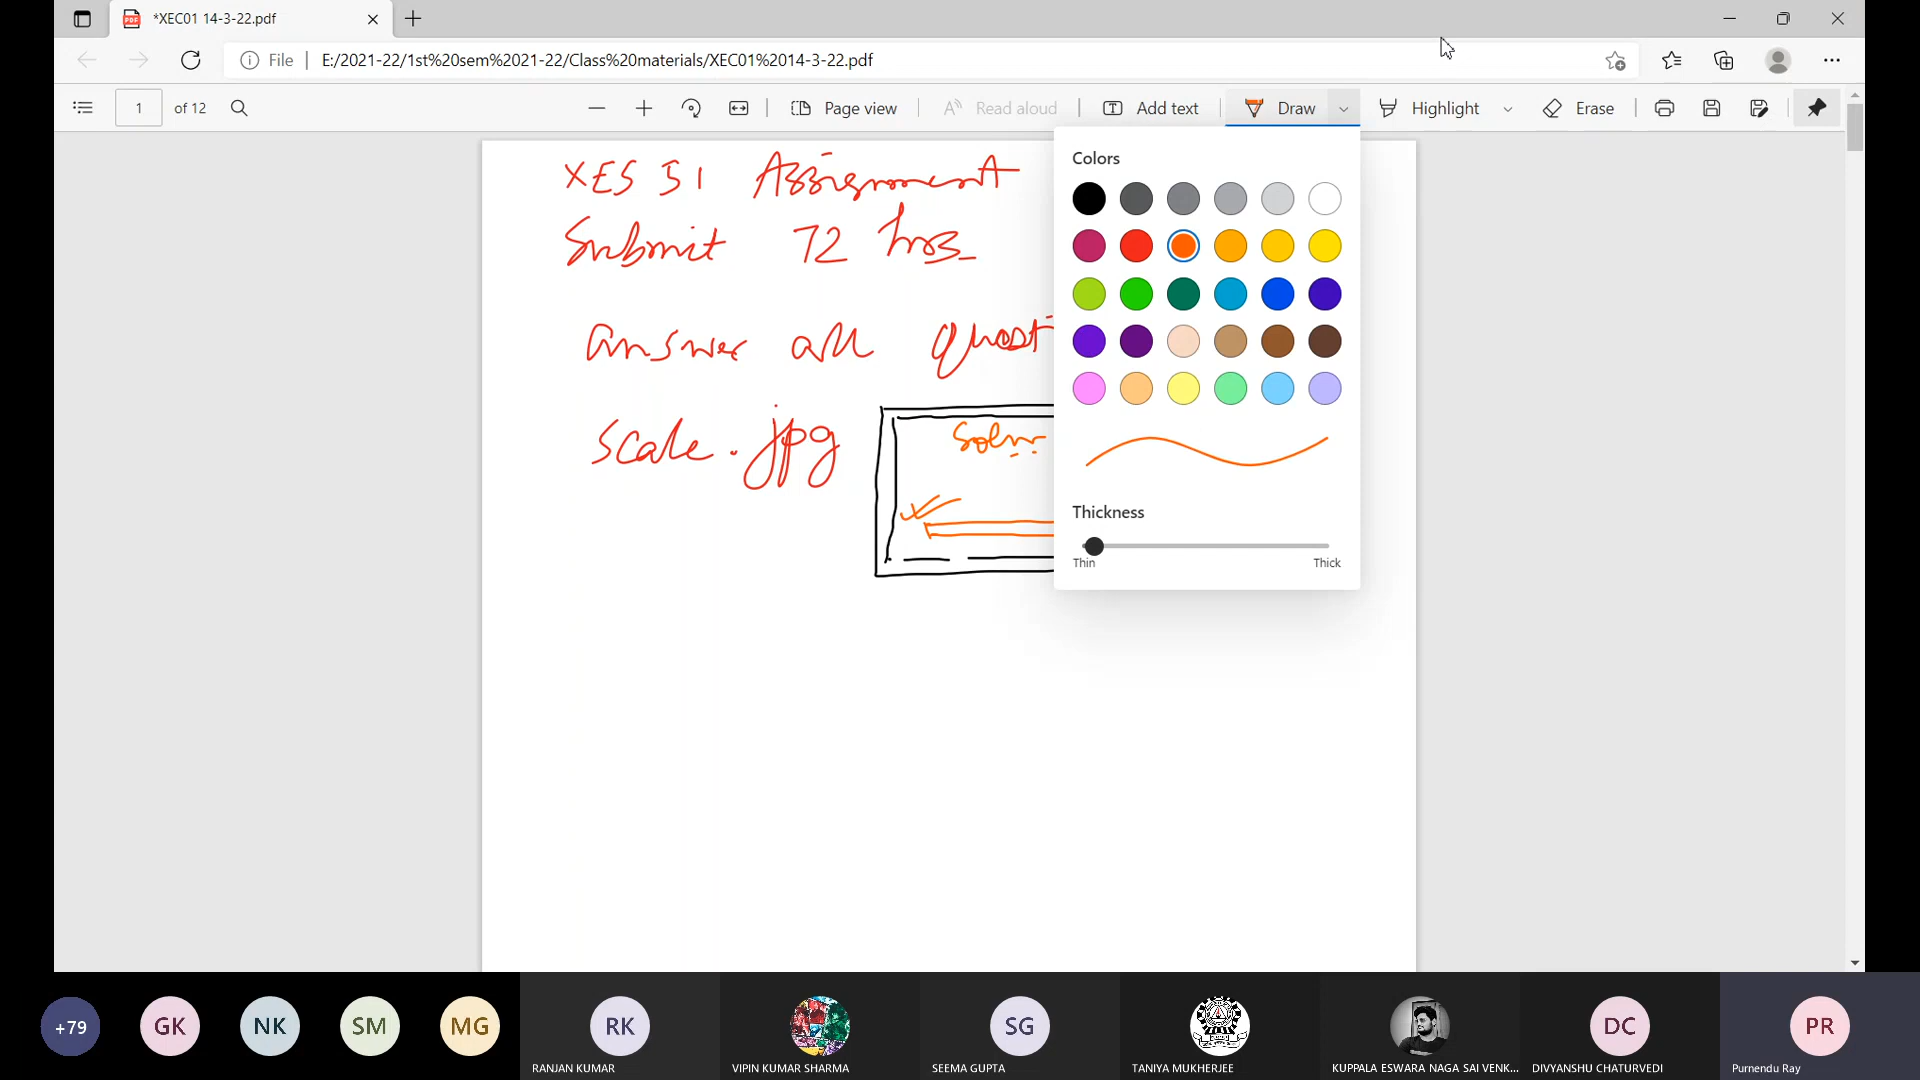 *XEC01 14-3-22.pdf
File E:/2021-22/1st%20sem%2021-22/Class%20materials/XEC01%2014-3-22.pdf
1 of 12 Page view Read aloud Add text Draw Highlight Erase
XES 51 Assignment
Submit 72 hrs
answer all quest
scale.jpg
Soln
Colors
Thickness
Thin Thick
+79 GK NK SM MG RK SG DC PR
RANJAN KUMAR VIPIN KUMAR SHARMA SEEMA GUPTA TANIYA MUKHERJEE KUPPALA ESWARA NAGA SAI VENK... DIVYANSHU CHATURVEDI Purnendu Ray